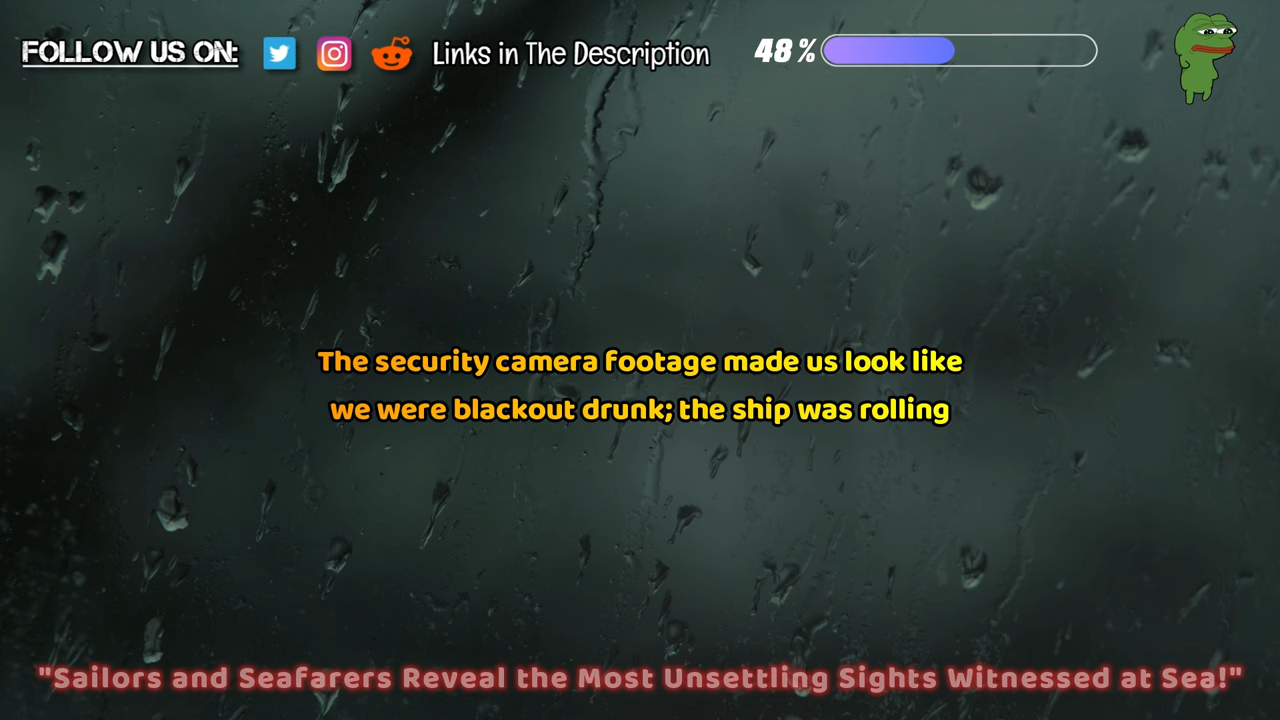 FOLLOW US ON: Links in The Description 48 %
The security camera footage made us look like
we were blackout drunk; the ship was rolling
"Sailors and Seafarers Reveal the Most Unsettling Sights Witnessed at Sea!"